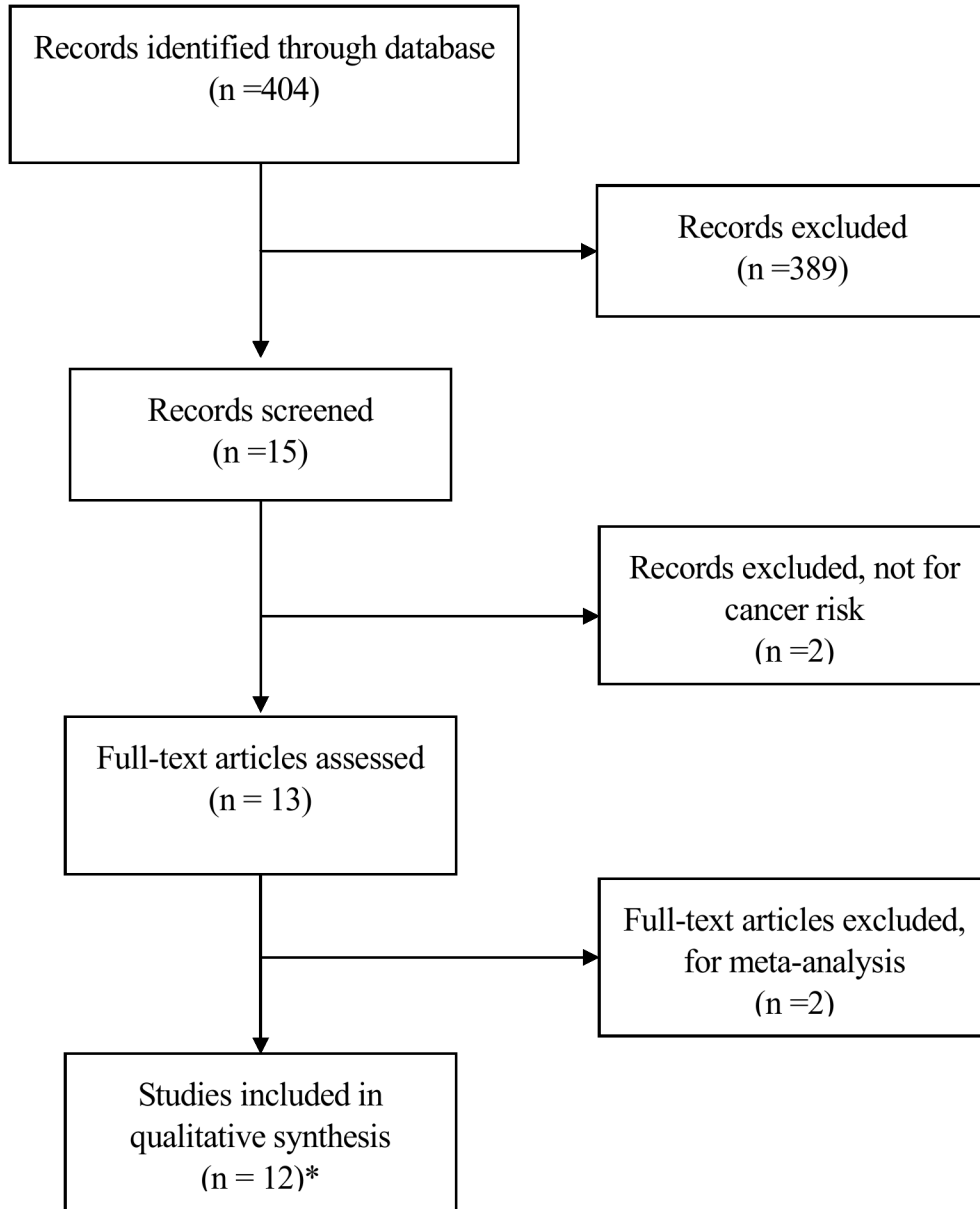 Records identified through database
(n =404)
Records excluded
(n =389)
Records screened
(n =15)
Records excluded, not for
cancer risk
(n =2)
Full-text articles assessed
(n = 13)
Full-text articles excluded,
for meta-analysis
(n =2)
Studies included in
qualitative synthesis
(n = 12)*